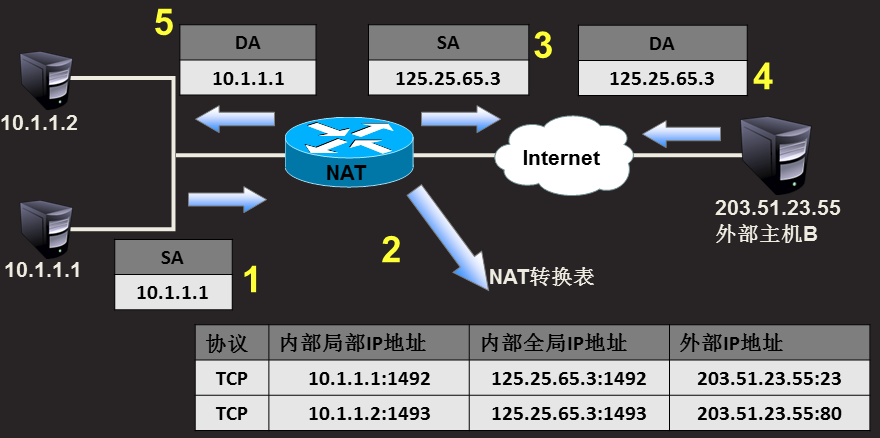 5
DA
10.1.1.1
SA
125.25.65.3
3
DA
125.25.65.3
4
10.1.1.2
NAT
Internet
203.51.23.55
外部主机B
10.1.1.1
SA
10.1.1.1
1
2
NAT转换表
协议 内部局部IP地址 内部全局IP地址 外部IP地址
TCP 10.1.1.1:1492 125.25.65.3:1492 203.51.23.55:23
TCP 10.1.1.2:1493 125.25.65.3:1493 203.51.23.55:80